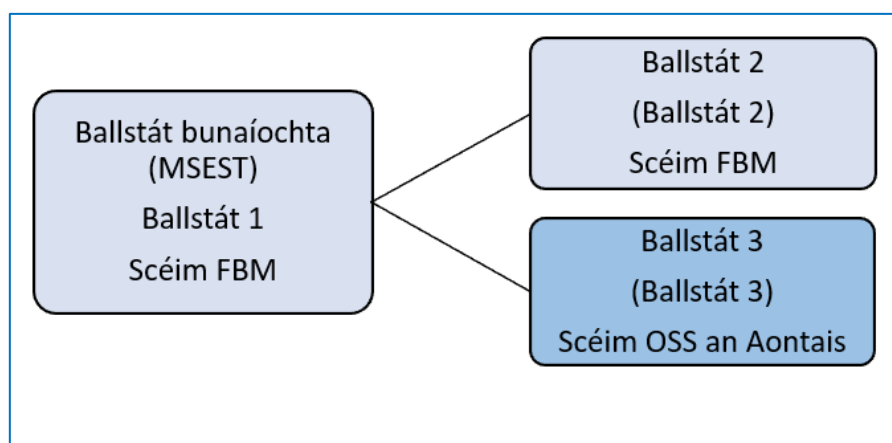 Ballstát bunaíochta
(MSEST)
Ballstát 1
Scéim FBM
Ballstát 2
(Ballstát 2)
Scéim FBM
Ballstát 3
(Ballstát 3)
Scéim OSS an Aontais